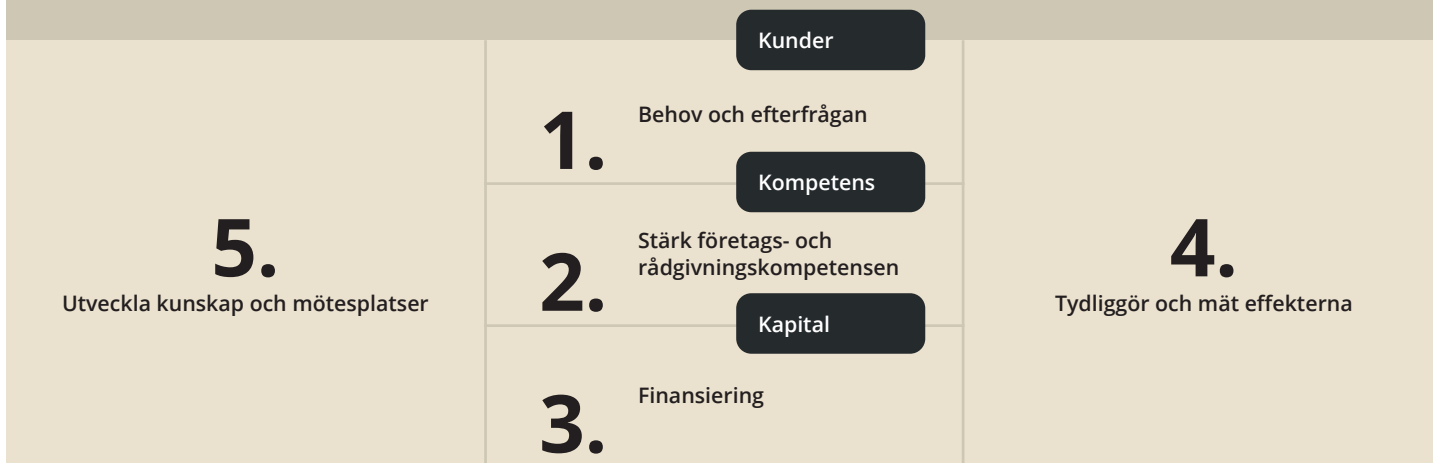 5.
Utveckla kunskap och mötesplatser
Kunder
1.
Behov och efterfrågan
Kompetens
2.
Stärk företags- och
rådgivningskompetensen
Kapital
3.
Finansiering
4.
Tydliggör och mät effekterna